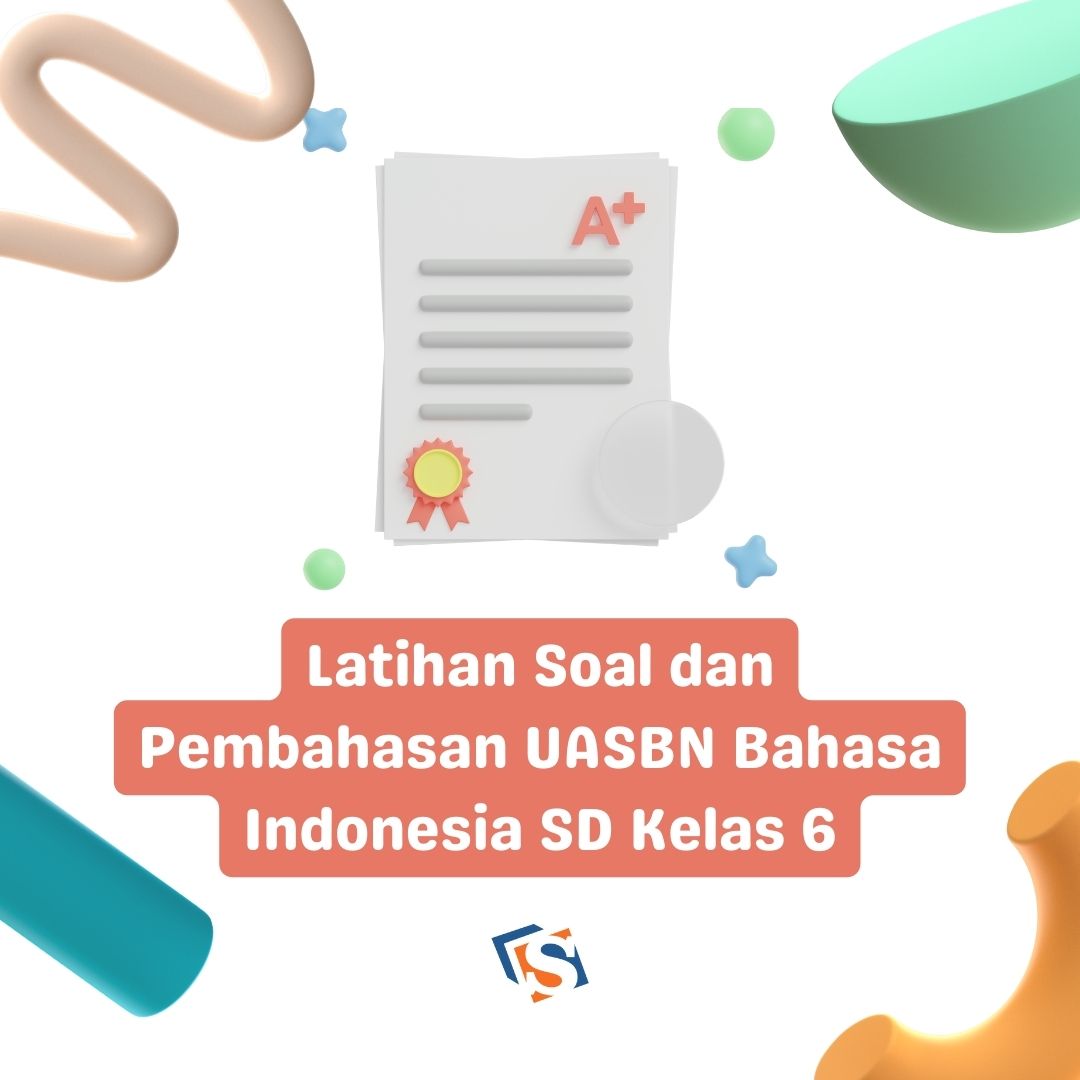 A+
Latihan Soal dan
Pembahasan UASBN Bahasa
Indonesia SD Kelas 6
S